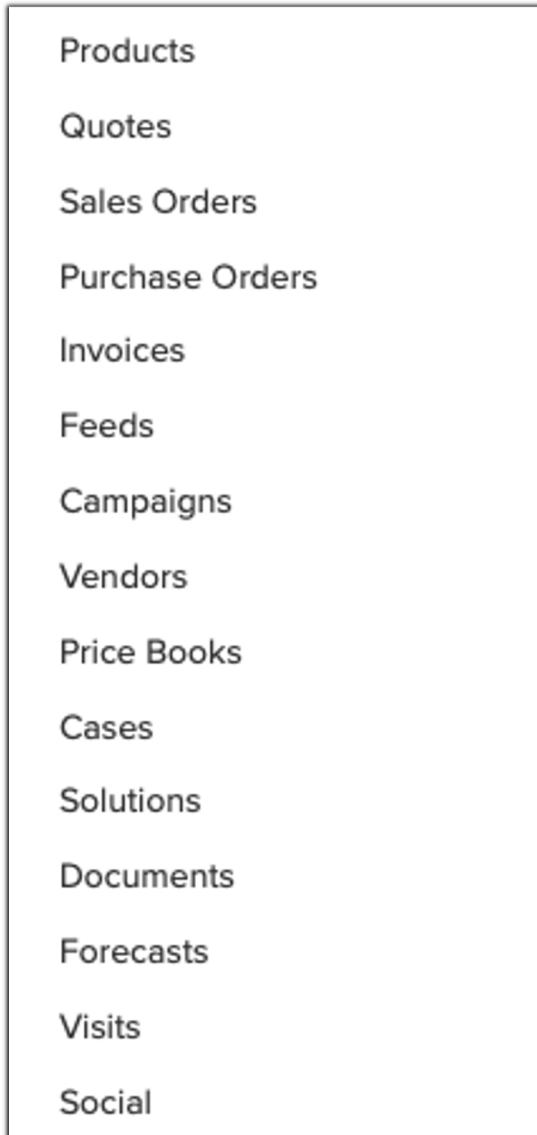 Products
Quotes
Sales Orders
Purchase Orders
Invoices
Feeds
Campaigns
Vendors
Price Books
Cases
Solutions
Documents
Forecasts
Visits
Social